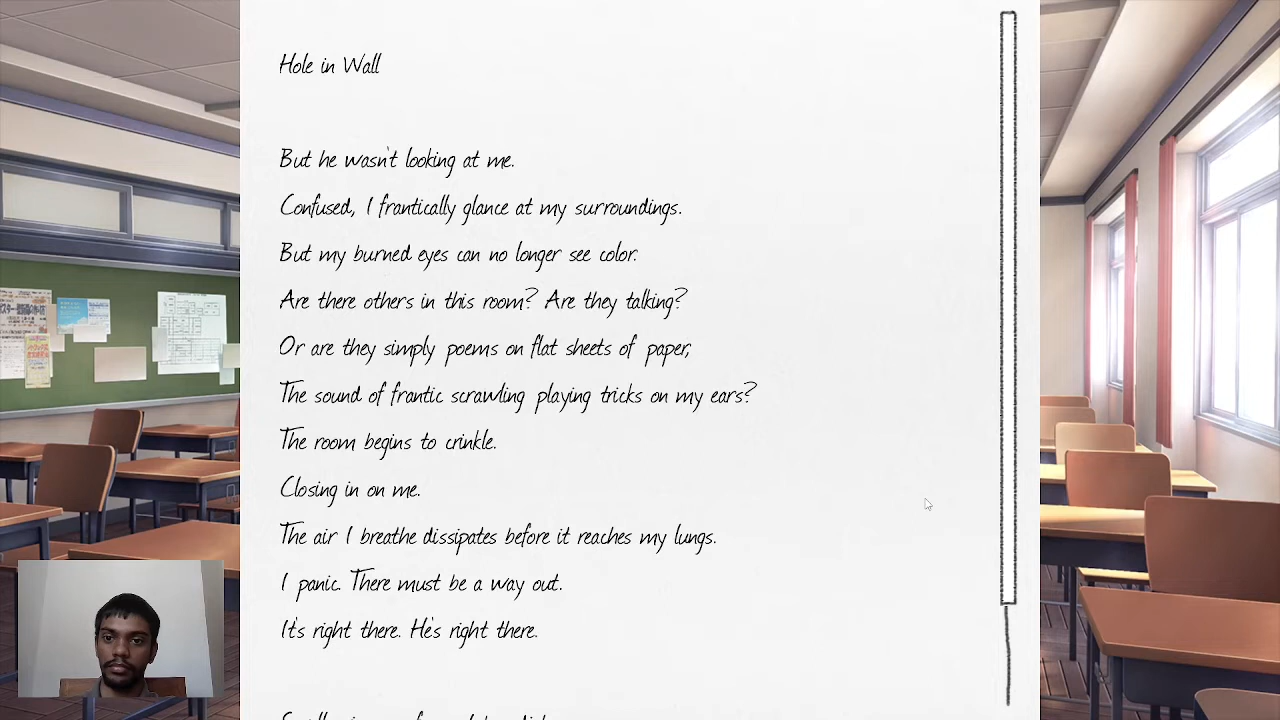 Hole in Wall
But he wasn't looking at me.
Confused, I frantically glance at my surroundings.
But my burned eyes can no longer see color.
Are there others in this room? Are they talking?
Or are they simply poems on flat sheets of paper,
The sound of frantic scrawling playing tricks on my ears?
The room begins to crinkle.
Closing in on me.
The air I breathe dissipates before it reaches my lungs.
I panic. There must be a way out.
It's right there. He's right there.